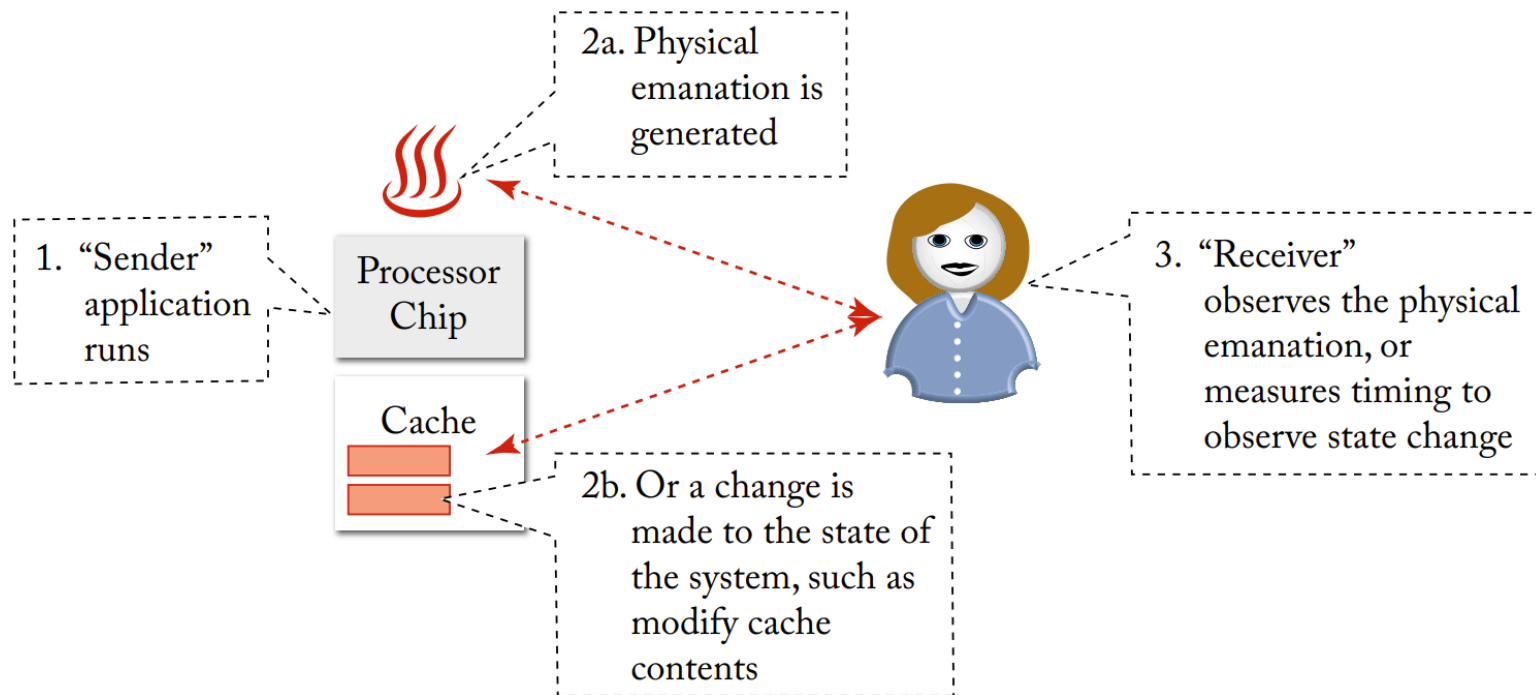 2a. Physical
emanation is
generated
1. “Sender”
application
runs
Processor
Chip
3. “Receiver”
observes the physical
emanation, or
measures timing to
observe state change
Cache
2b. Or a change is
made to the state of
the system, such as
modify cache
contents